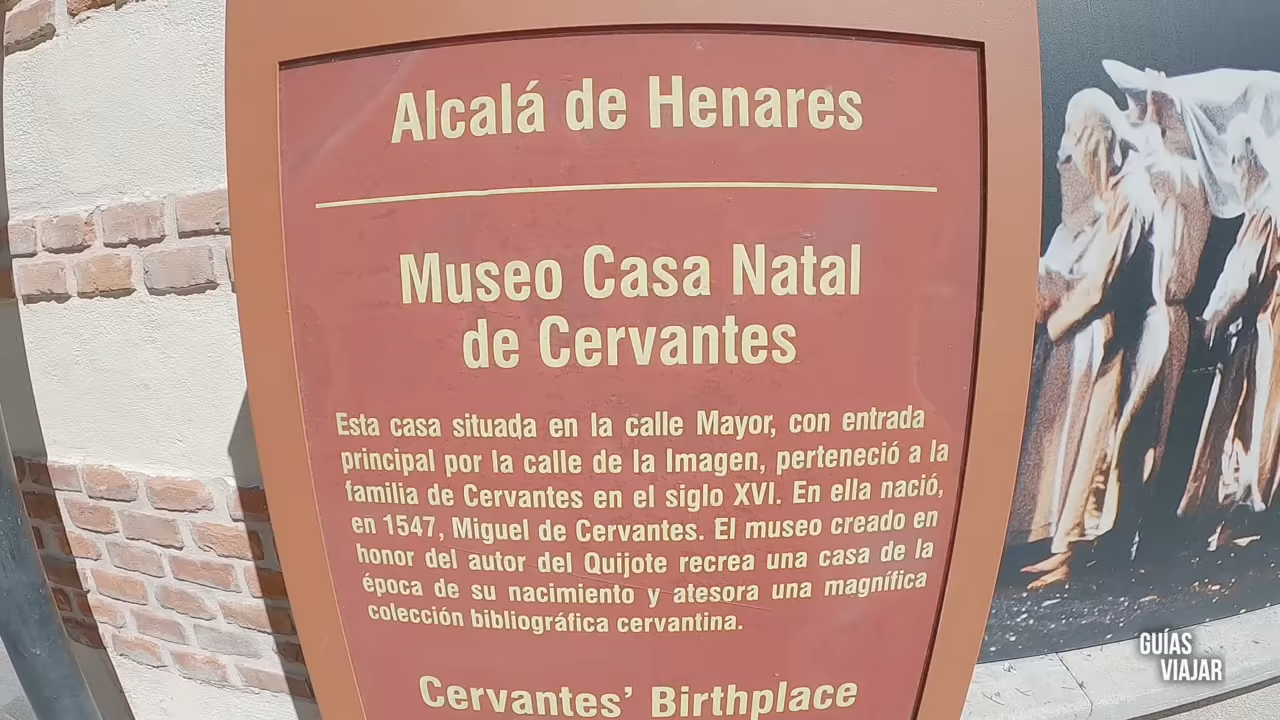 Alcalá de Henares
Museo Casa Natal
de Cervantes
Esta casa situada en la calle Mayor, con entrada
principal por la calle de la Imagen, perteneció a la
familia de Cervantes en el siglo XVI. En ella nació,
en 1547, Miguel de Cervantes. El museo creado en
honor del autor del Quijote recrea una casa de la
época de su nacimiento y atesora una magnífica
colección bibliográfica cervantina.
Cervantes’ Birthplace
GUÍAS
VIAJAR